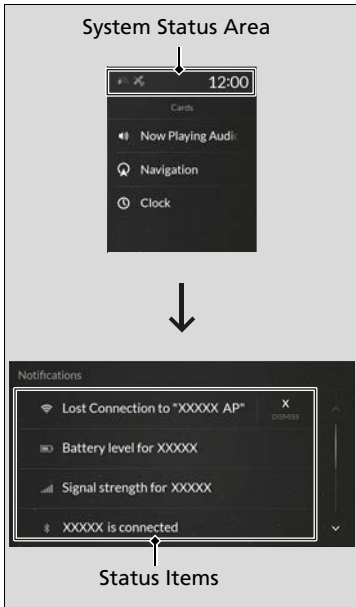 System Status Area
12:00
Cards
Now Playing Audi
Navigation
Clock
Notifications
Lost Connection to "XXXXX AP"
X
DISMISS
Battery level for XXXXX
Signal strength for XXXXX
XXXXX is connected
Status Items